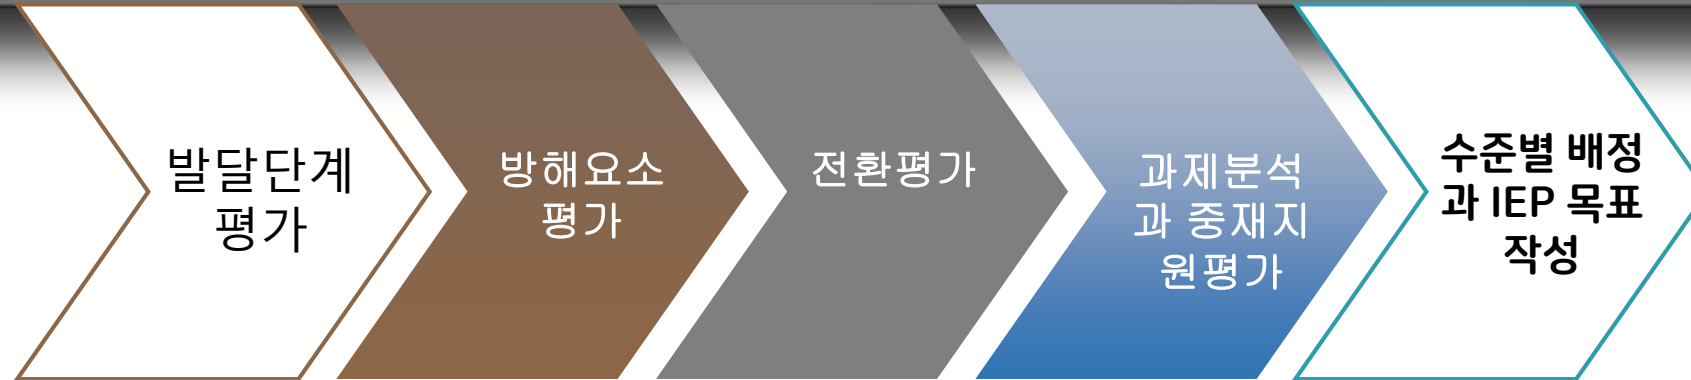 발달단계
평가
방해요소
평가
전환평가
과제분석
과 중재지
원평가
수준별 배정
과 IEP 목표
작성